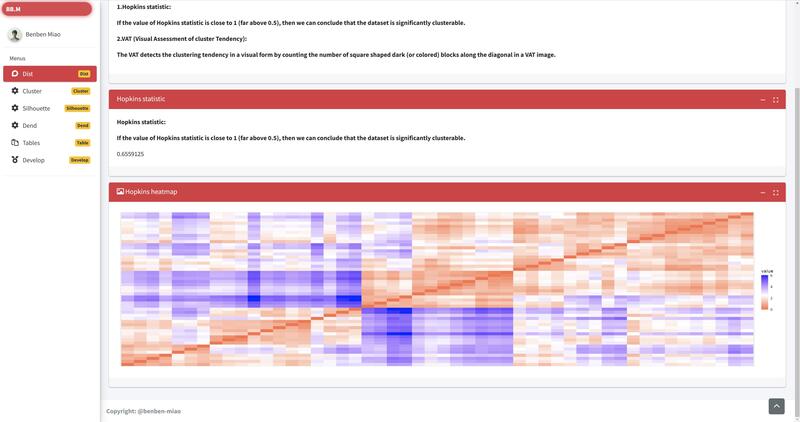 BB.M
Benben Miao
Menus
Dist Dist
Cluster Cluster
Silhouette Silhouette
Dend Dend
Tables Table
Develop Develop
1.Hopkins statistic:
If the value of Hopkins statistic is close to 1 (far above 0.5), then we can conclude that the dataset is significantly clusterable.
2.VAT (Visual Assessment of cluster Tendency):
The VAT detects the clustering tendency in a visual form by counting the number of square shaped dark (or colored) blocks along the diagonal in a VAT image.
Hopkins statistic
Hopkins statistic:
If the value of Hopkins statistic is close to 1 (far above 0.5), then we can conclude that the dataset is significantly clusterable.
0.6559125
Hopkins heatmap
value
6
4
2
0
Copyright: @benben-miao